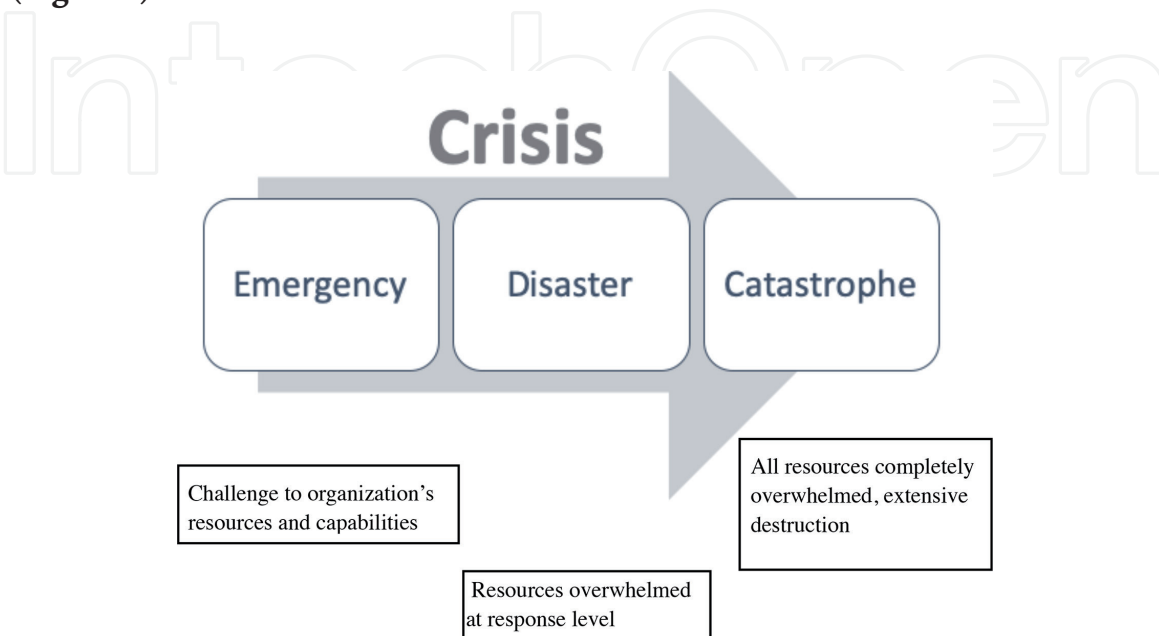 IntechOpen
Crisis
Emergency
Disaster
Catastrophe
Challenge to organization’s
resources and capabilities
Resources overwhelmed
at response level
All resources completely
overwhelmed, extensive
destruction